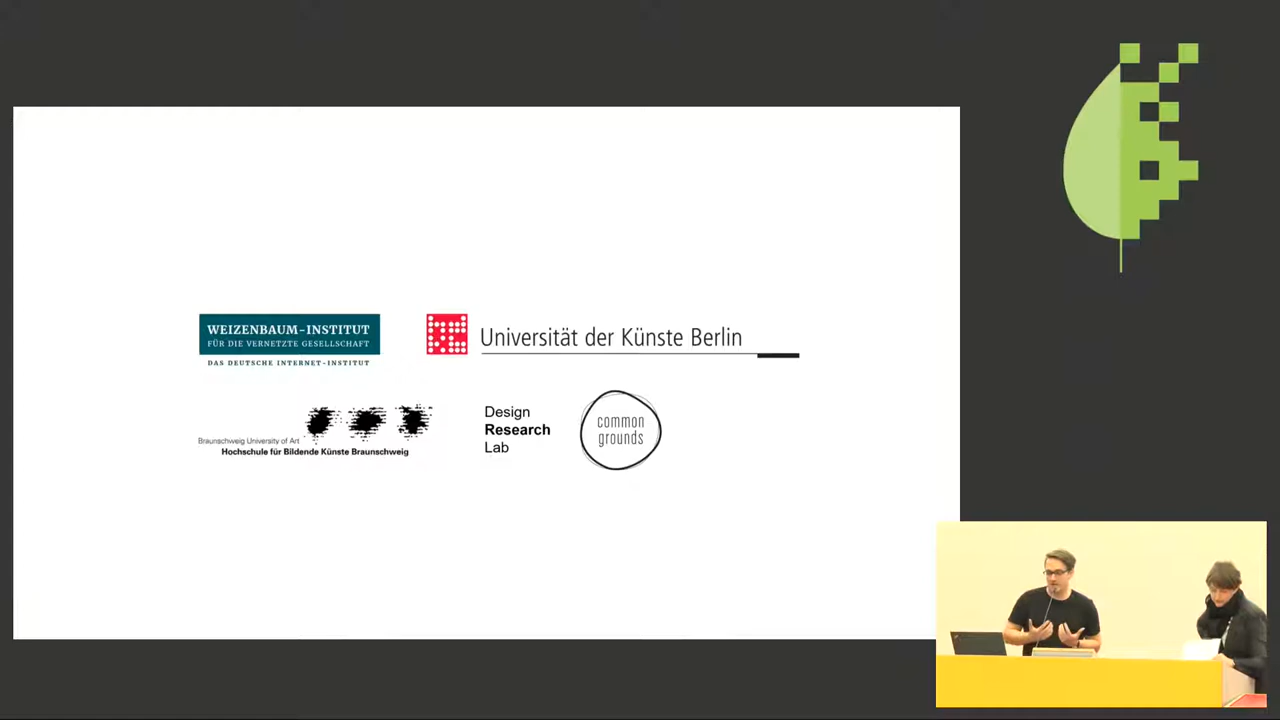 WEIZENBAUM-INSTITUT
FÜR DIE VERNETZTE GESELLSCHAFT
DAS DEUTSCHE INTERNET-INSTITUT
Universität der Künste Berlin
Braunschweig University of Art
Hochschule für Bildende Künste Braunschweig
Design
Research
Lab
common
grounds